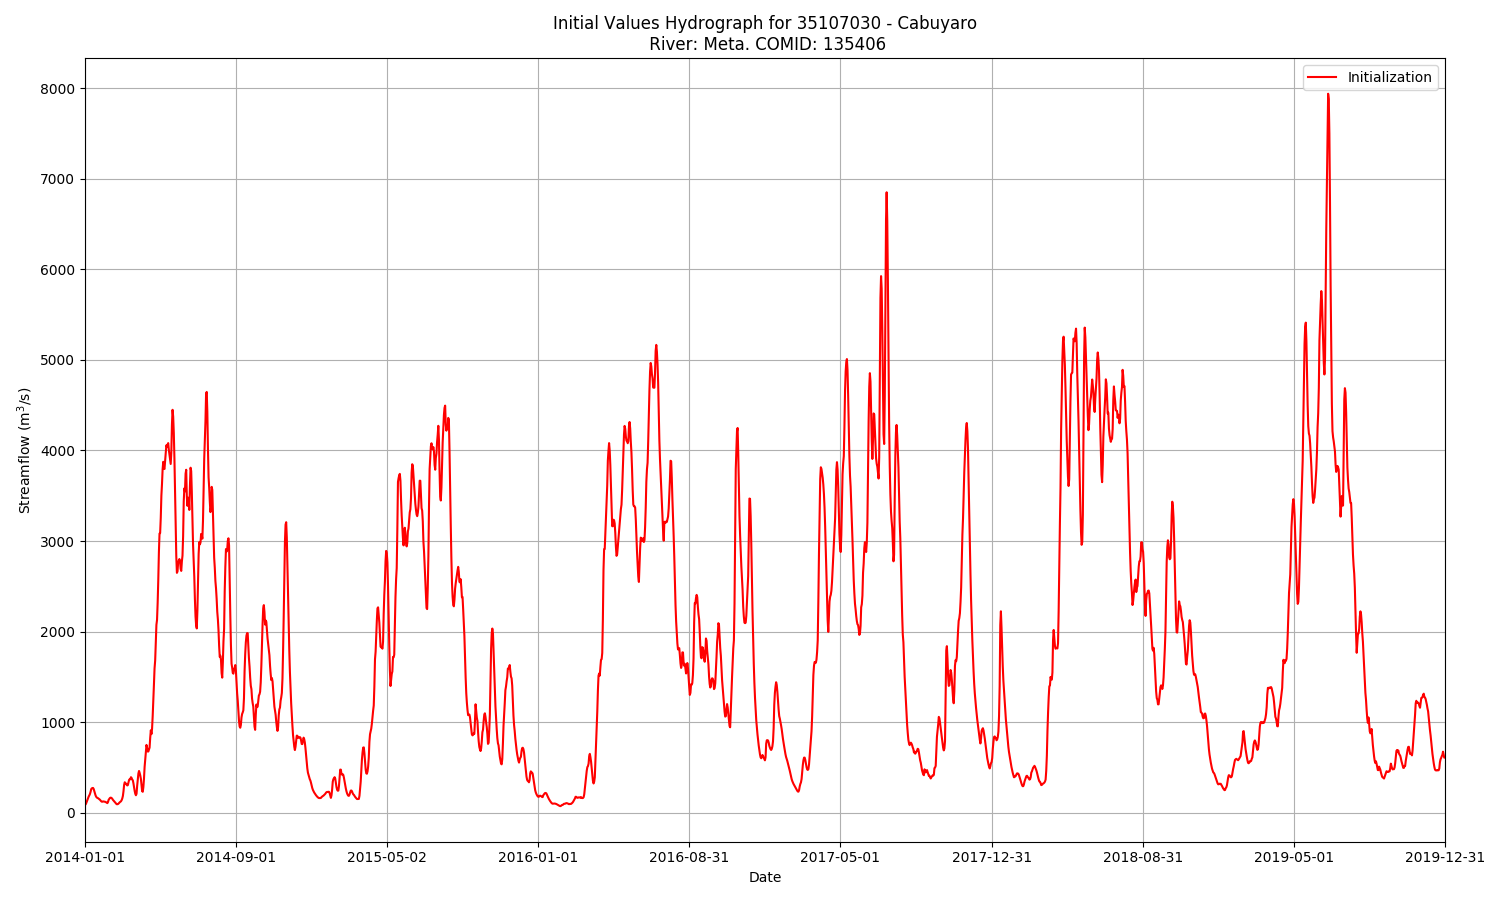 Initial Values Hydrograph for 35107030 - Cabuyaro
River: Meta. COMID: 135406
Initialization
8000
7000
6000
5000
4000
3000
2000
1000
0
Streamflow (m³/s)
2014-01-01 2014-09-01 2015-05-02 2016-01-01 2016-08-31 2017-05-01 2017-12-31 2018-08-31 2019-05-01 2019-12-31
Date